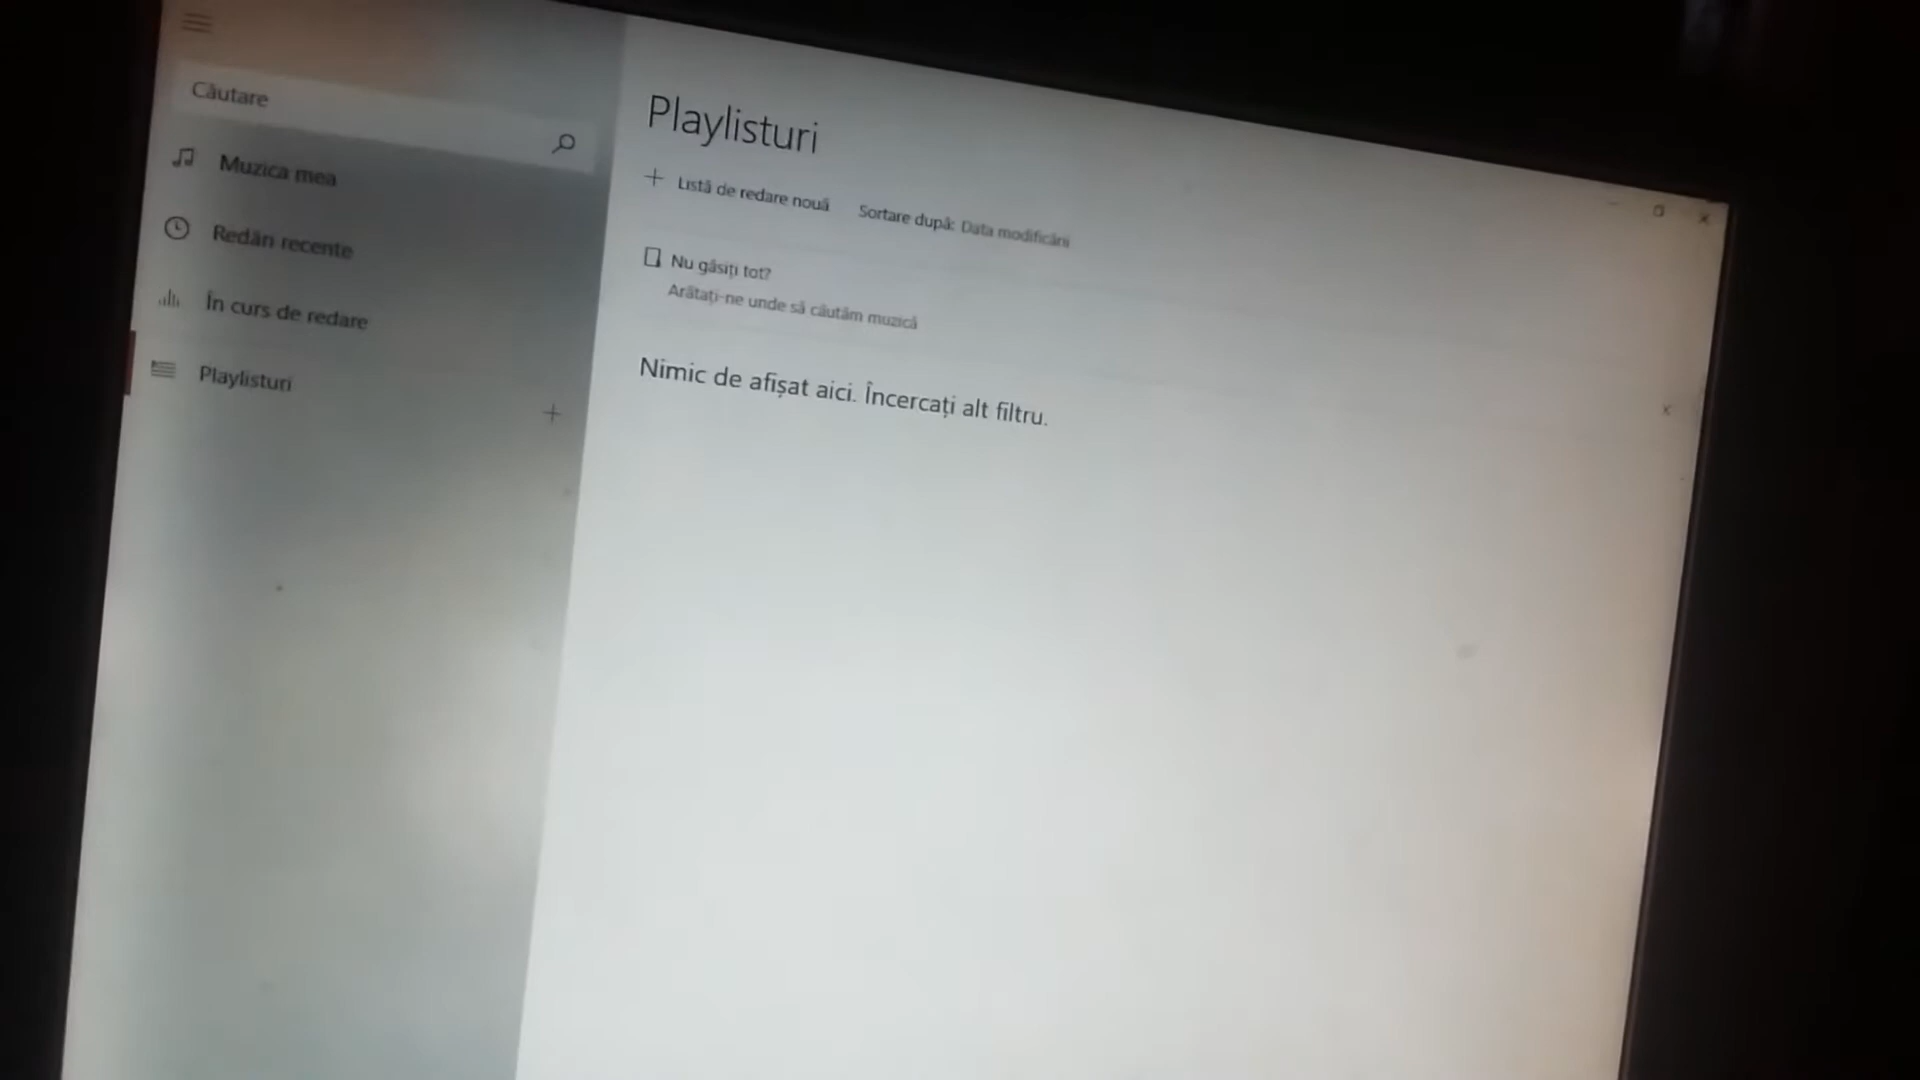 Căutare
Muzica mea
Redări recente
În curs de redare
Playlisturi
Playlisturi
Listă de redare nouă
Sortare după: Data modificării
Nu găsiți tot?
Arătați-ne unde să căutăm muzică
Nimic de afișat aici. Încercați alt filtru.